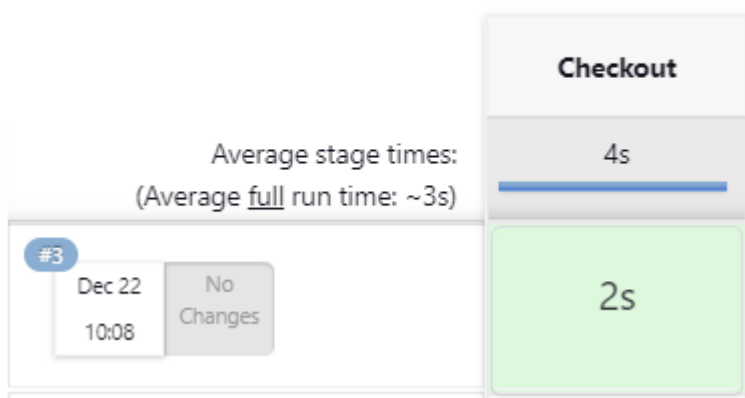 Checkout
Average stage times:
4s
(Average full run time: ~3s)
#3
Dec 22
No
Changes
10:08
2s